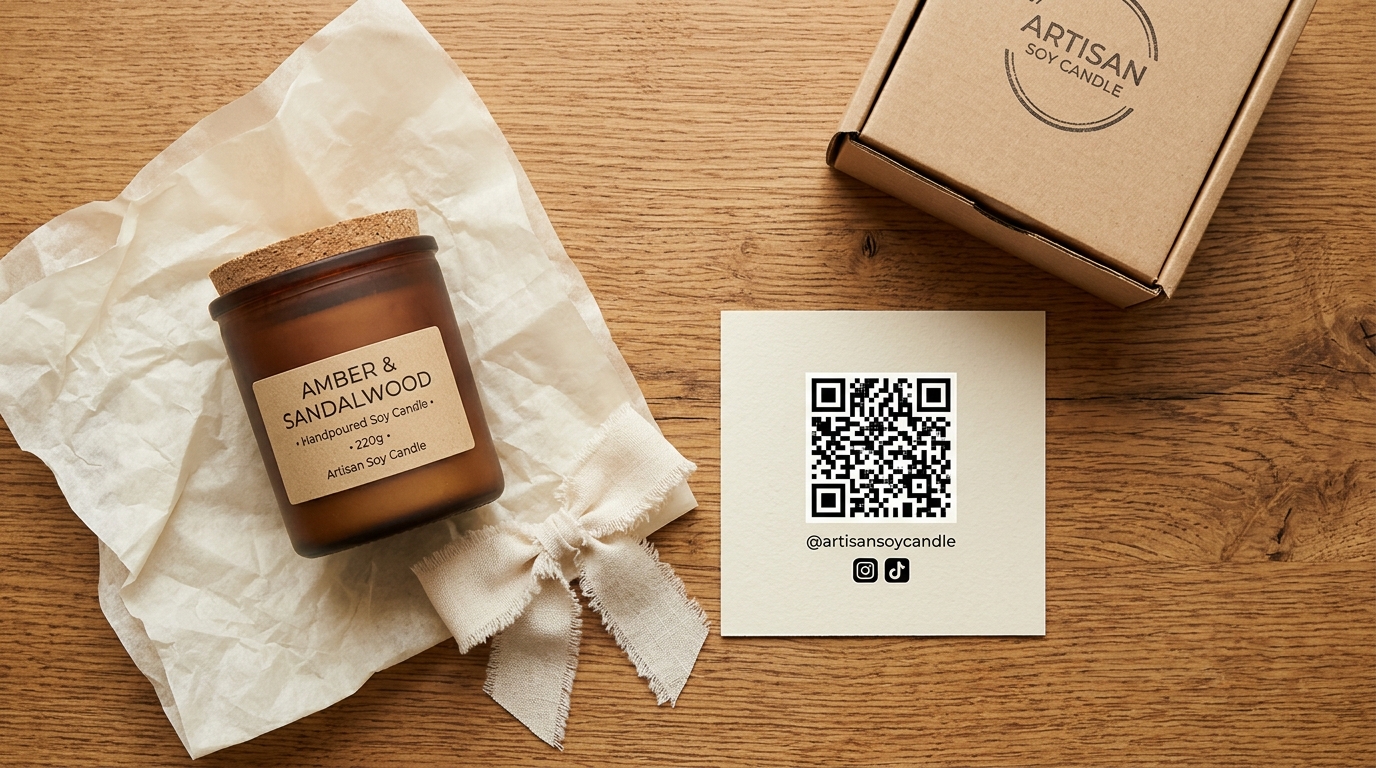 ARTISAN
SOY CANDLE
AMBER &
SANDALWOOD
• Handpoured Soy Candle •
• 220g •
Artisan Soy Candle
@artisansoycandle